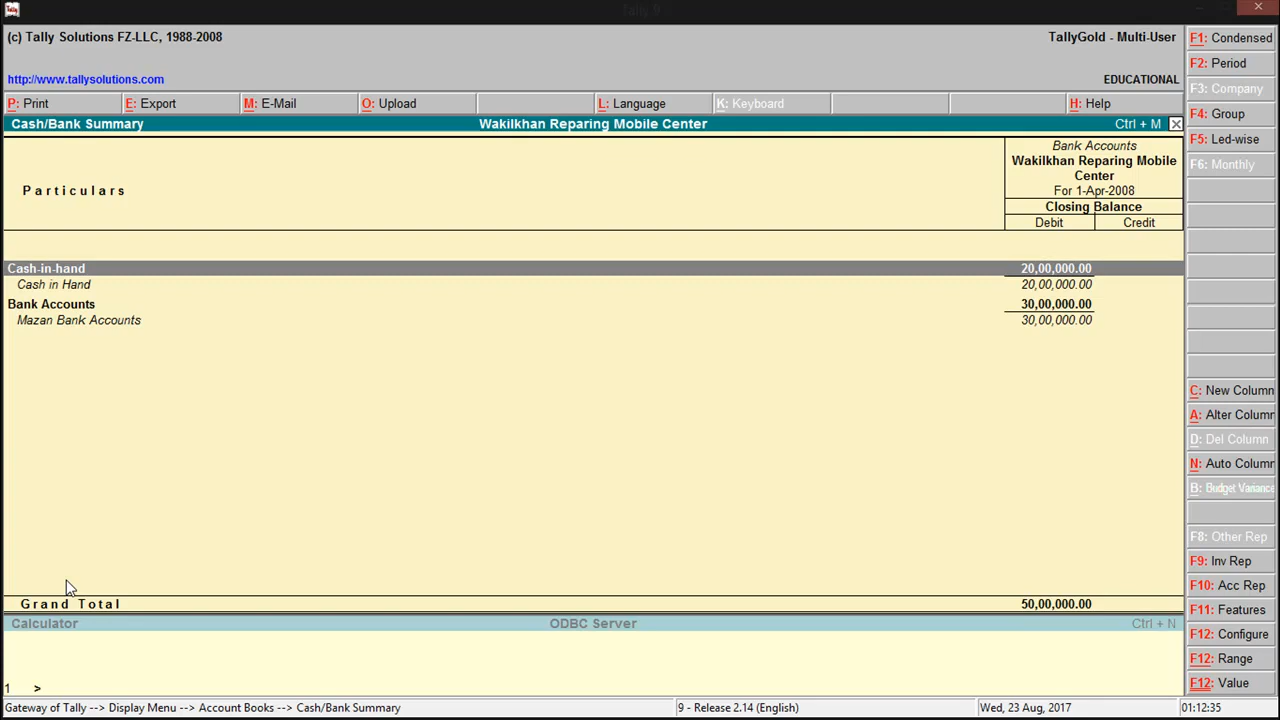 Tally
Tally 9
(c) Tally Solutions FZ-LLC, 1988-2008
TallyGold - Multi-User
http://www.tallysolutions.com
EDUCATIONAL
P: Print
E: Export
M: E-Mail
O: Upload
L: Language
K: Keyboard
H: Help
Cash/Bank Summary
Wakilkhan Reparing Mobile Center
Ctrl + M
Particulars
Bank Accounts
Wakilkhan Reparing Mobile
Center
For 1-Apr-2008
Closing Balance
Debit
Credit
Cash-in-hand 20,00,000.00
Cash in Hand 20,00,000.00
Bank Accounts 30,00,000.00
Mazan Bank Accounts 30,00,000.00
Grand Total 50,00,000.00
Calculator
ODBC Server
Ctrl + N
1 >
Gateway of Tally --> Display Menu --> Account Books --> Cash/Bank Summary
9 - Release 2.14 (English)
Wed, 23 Aug, 2017
01:12:35
F1: Condensed
F2: Period
F3: Company
F4: Group
F5: Led-wise
F6: Monthly
C: New Column
A: Alter Column
D: Del Column
N: Auto Column
B: Budget Variance
F8: Other Rep
F9: Inv Rep
F10: Acc Rep
F11: Features
F12: Configure
F12: Range
F12: Value